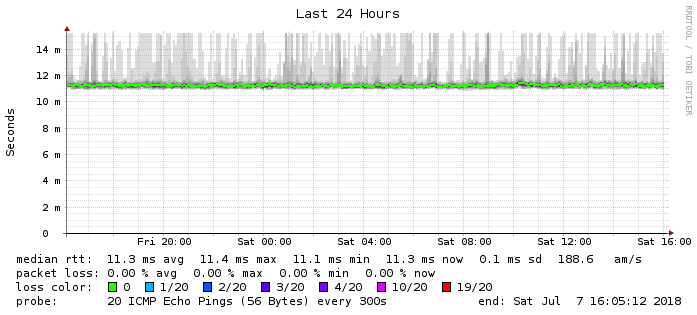 Last 24 Hours
RRDTOOL / TOBI OETIKER
Seconds
14 m
12 m
10 m
8 m
6 m
4 m
2 m
0
Fri 20:00 Sat 00:00 Sat 04:00 Sat 08:00 Sat 12:00 Sat 16:00
median rtt: 11.3 ms avg 11.4 ms max 11.1 ms min 11.3 ms now 0.1 ms sd 188.6 am/s
packet loss: 0.00 % avg 0.00 % max 0.00 % min 0.00 % now
loss color: 0 1/20 2/20 3/20 4/20 10/20 19/20
probe: 20 ICMP Echo Pings (56 Bytes) every 300s end: Sat Jul 7 16:05:12 2018